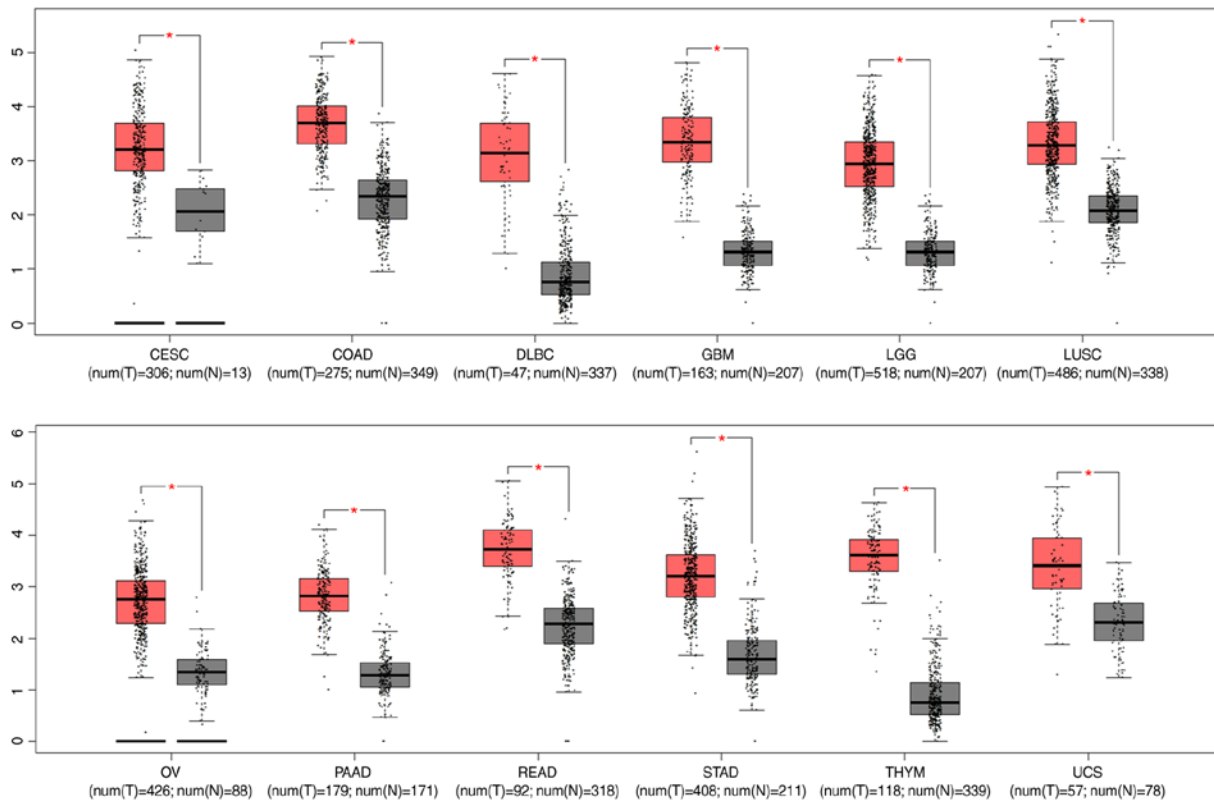 5
4
3
2
1
0
* * * * * *
CESC COAD DLBC GBM LGG LUSC
(num(T)=306; num(N)=13) (num(T)=275; num(N)=349) (num(T)=47; num(N)=337) (num(T)=163; num(N)=207) (num(T)=518; num(N)=207) (num(T)=486; num(N)=338)
6
5
4
3
2
1
0
* * * * * *
OV PAAD READ STAD THYM UCS
(num(T)=426; num(N)=88) (num(T)=179; num(N)=171) (num(T)=92; num(N)=318) (num(T)=408; num(N)=211) (num(T)=118; num(N)=339) (num(T)=57; num(N)=78)